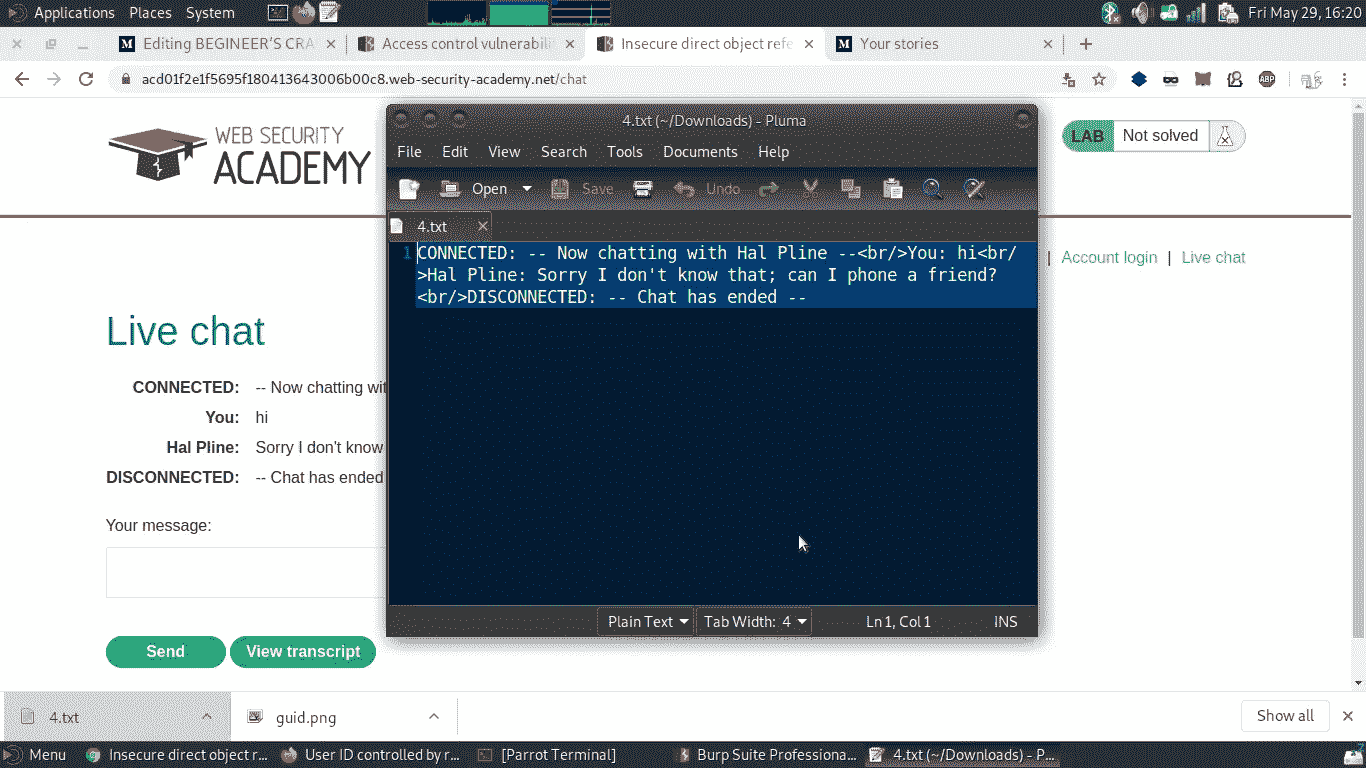 Applications Places System Fri May 29, 16:20
Editing BEGINEER'S CRA Access control vulnerabili Insecure direct object refe Your stories
acd01f2e1f5695f180413643006b00c8.web-security-academy.net/chat
ABP
4.txt (~/Downloads) - Pluma
WEB SECURITY
ACADEMY
LAB Not solved
File Edit View Search Tools Documents Help
Open Save Undo
4.txt
1 CONNECTED: -- Now chatting with Hal Pline --<br/>You: hi<br/
>Hal Pline: Sorry I don't know that; can I phone a friend?
<br/>DISCONNECTED: -- Chat has ended --
| Account login | Live chat
Live chat
CONNECTED: -- Now chatting wit
You: hi
Hal Pline: Sorry I don't know
DISCONNECTED: -- Chat has ended
Your message:
Plain Text Tab Width: 4 Ln 1, Col 1 INS
Send View transcript
4.txt guid.png Show all
Menu Insecure direct object r... User ID controlled by r... [Parrot Terminal] Burp Suite Professiona... 4.txt (~/Downloads) - P...